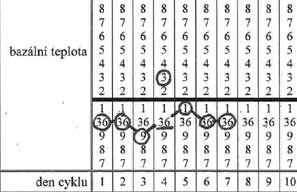 8 8 8 8 8 8 8 8 8 8
7 7 7 7 7 7 7 7 7 7
6 6 6 6 6 6 6 6 6 6
bazální teplota 5 5 5 5 5 5 5 5 5 5
4 4 4 4 4 4 4 4 4 4
3 3 3 3 3 3 3 3 3 3
2 2 2 2 2 2 2 2 2 2
1 1 1 1 1 1 1 1 1 1
36 36 36 36 36 36 36 36 36 36
9 9 9 9 9 9 9 9 9 9
8 8 8 8 8 8 8 8 8 8
7 7 7 7 7 7 7 7 7 7
den cyklu 1 2 3 4 5 6 7 8 9 10